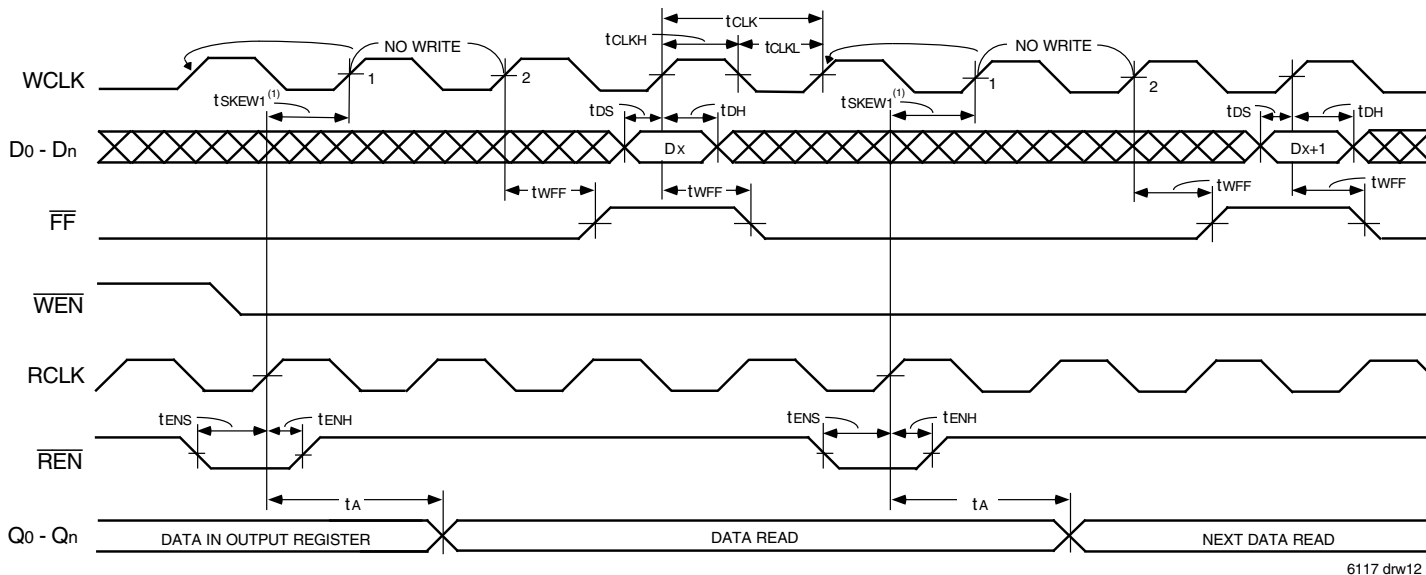 tCLK
tCLKH tCLKL
NO WRITE NO WRITE
WCLK 1 2 1 2
tSKEW1(1) tDS tDH tSKEW1(1) tDS tDH
D0 - Dn Dx Dx+1
tWFF tWFF tWFF tWFF
FF
WEN
RCLK
tENS tENH tENS tENH
REN
tA tA
Q0 - Qn DATA IN OUTPUT REGISTER DATA READ NEXT DATA READ
6117 drw12